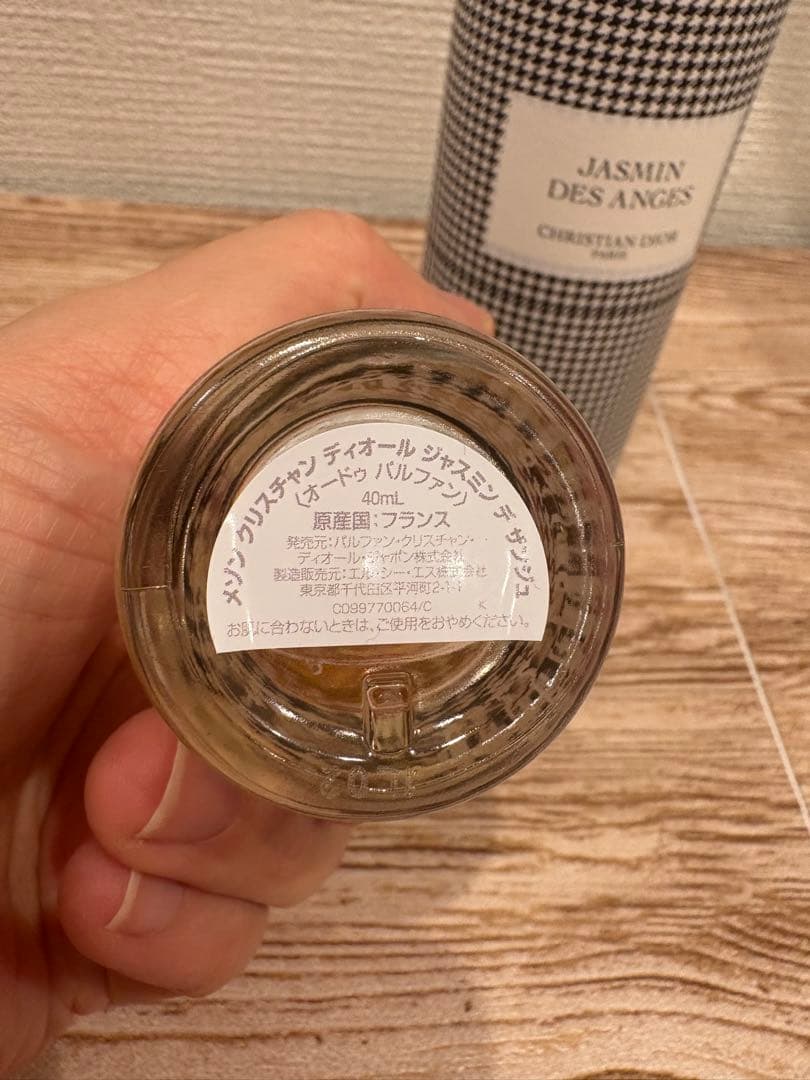 JASMIN
DES ANGES
CHRISTIAN DIOR
PARIS
メゾン クリスチャン ディオール ジャスミン デ ザンジュ
〈オードゥ パルファン〉
40mL
原産国:フランス
発売元:パルファン・クリスチャン・
ディオール・ジャポン株式会社
製造販売元:エル・シー・エス株式会社
東京都千代田区平河町2-1-1
C099770064/C K
お肌に合わないときは、ご使用をおやめください。